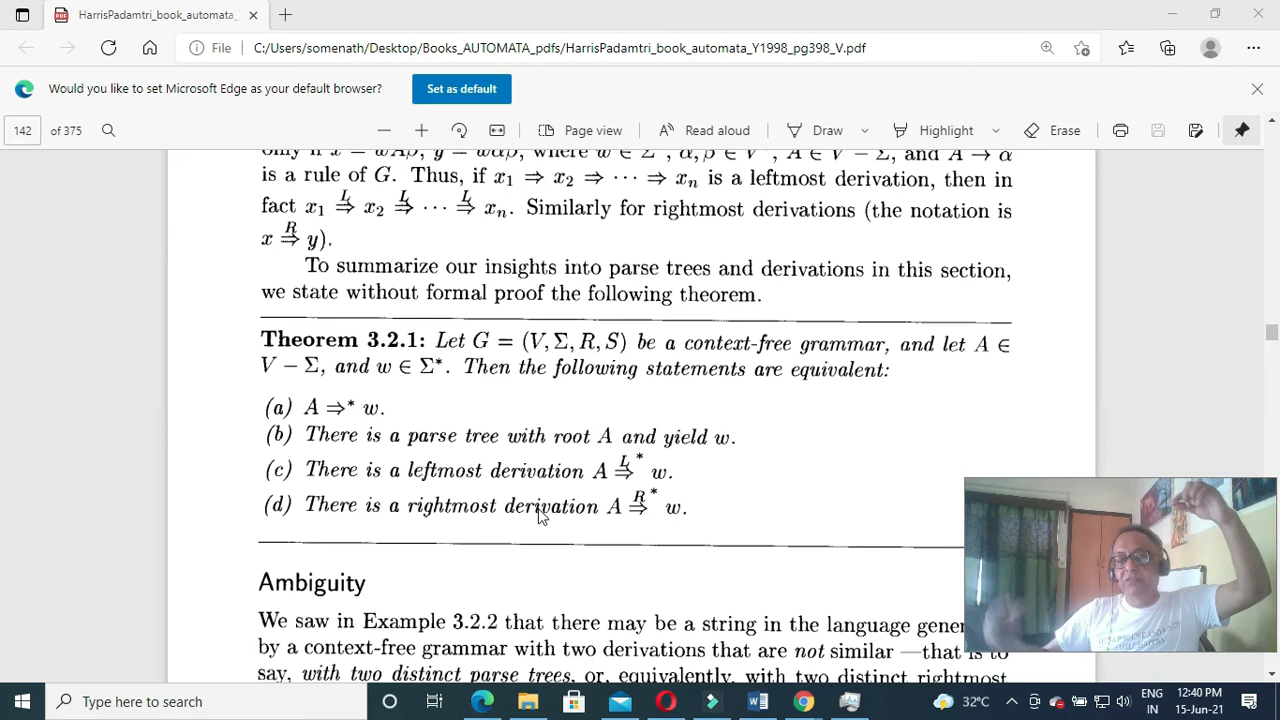 HarrisPadamtri_book_automata_
File
C:/Users/somenath/Desktop/Books_AUTOMATA_pdfs/HarrisPadamtri_book_automata_Y1998_pg398_V.pdf
Would you like to set Microsoft Edge as your default browser?
Set as default
142 of 375
Page view
Read aloud
Draw
Highlight
Erase
only if x = wAβ, y = wαβ, where w ∈ Σ*, α, β ∈ V*, A ∈ V − Σ, and A → α
is a rule of G. Thus, if x₁ ⇒ x₂ ⇒ ··· ⇒ xₙ is a leftmost derivation, then in
fact x₁ ᴸ⇒ x₂ ᴸ⇒ ··· ᴸ⇒ xₙ. Similarly for rightmost derivations (the notation is
x ᴿ⇒ y).
To summarize our insights into parse trees and derivations in this section,
we state without formal proof the following theorem.
Theorem 3.2.1: Let G = (V, Σ, R, S) be a context-free grammar, and let A ∈
V − Σ, and w ∈ Σ*. Then the following statements are equivalent:
(a) A ⇒* w.
(b) There is a parse tree with root A and yield w.
(c) There is a leftmost derivation A ᴸ⇒* w.
(d) There is a rightmost derivation A ᴿ⇒* w.
Ambiguity
We saw in Example 3.2.2 that there may be a string in the language gener
by a context-free grammar with two derivations that are not similar —that is to
say, with two distinct parse trees, or, equivalently, with two distinct rightmost
Type here to search
32°C
ENG
IN
12:40 PM
15-Jun-21